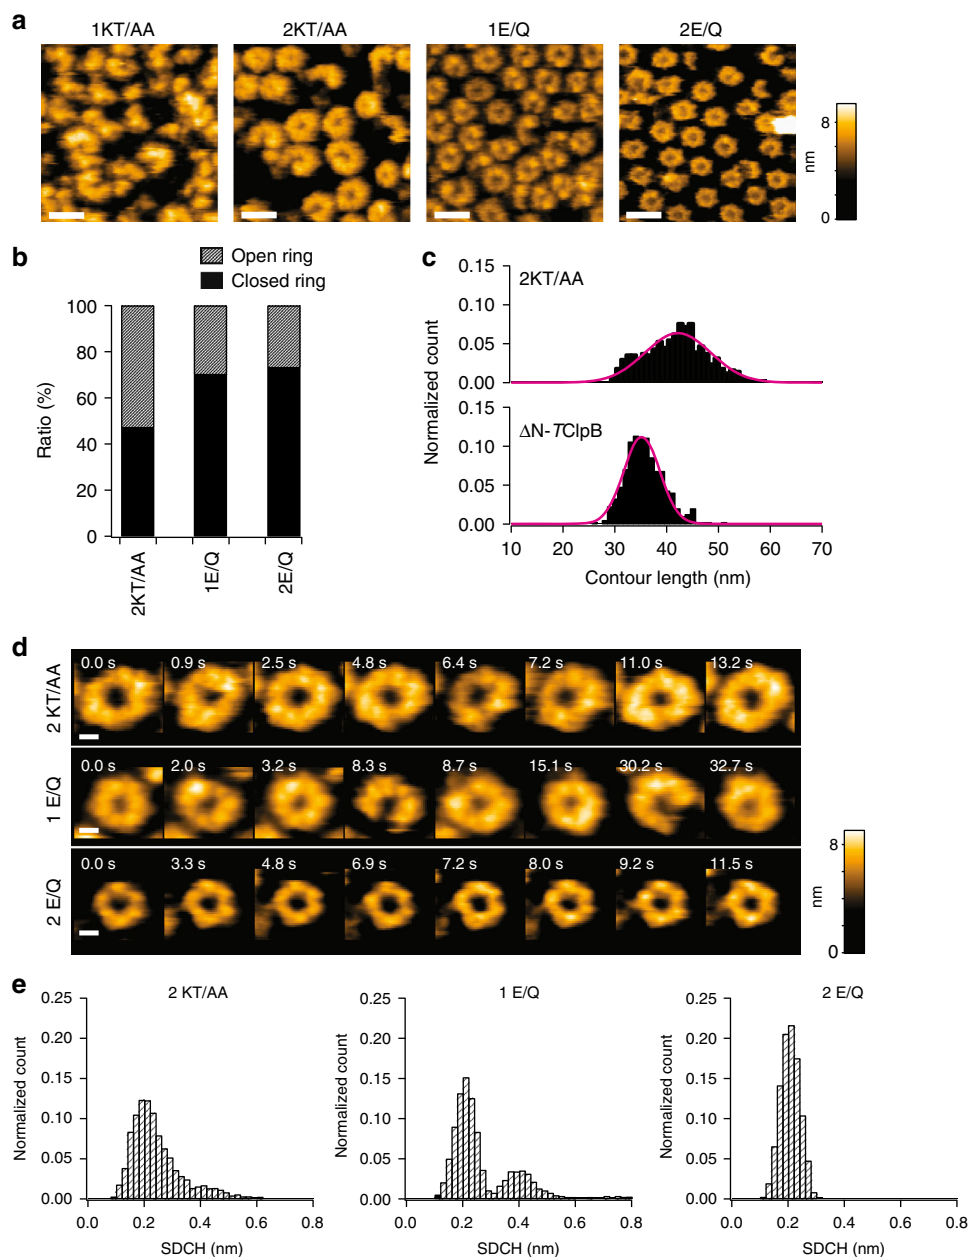 a
1KT/AA 2KT/AA 1E/Q 2E/Q
8
nm
0
b
Open ring
Closed ring
100
80
60
40
20
0
Ratio (%)
2KT/AA 1E/Q 2E/Q
c
0.15
2KT/AA
0.10
0.05
0.00
0.15
ΔN-TClpB
0.10
0.05
0.00
Normalized count
10 20 30 40 50 60 70
Contour length (nm)
d
2 KT/AA
0.0 s 0.9 s 2.5 s 4.8 s 6.4 s 7.2 s 11.0 s 13.2 s
1 E/Q
0.0 s 2.0 s 3.2 s 8.3 s 8.7 s 15.1 s 30.2 s 32.7 s
2 E/Q
0.0 s 3.3 s 4.8 s 6.9 s 7.2 s 8.0 s 9.2 s 11.5 s
8
nm
0
e
2 KT/AA
0.25
0.20
0.15
0.10
0.05
0.00
Normalized count
0.0 0.2 0.4 0.6 0.8
SDCH (nm)
1 E/Q
0.25
0.20
0.15
0.10
0.05
0.00
Normalized count
0.0 0.2 0.4 0.6 0.8
SDCH (nm)
2 E/Q
0.25
0.20
0.15
0.10
0.05
0.00
Normalized count
0.0 0.2 0.4 0.6 0.8
SDCH (nm)